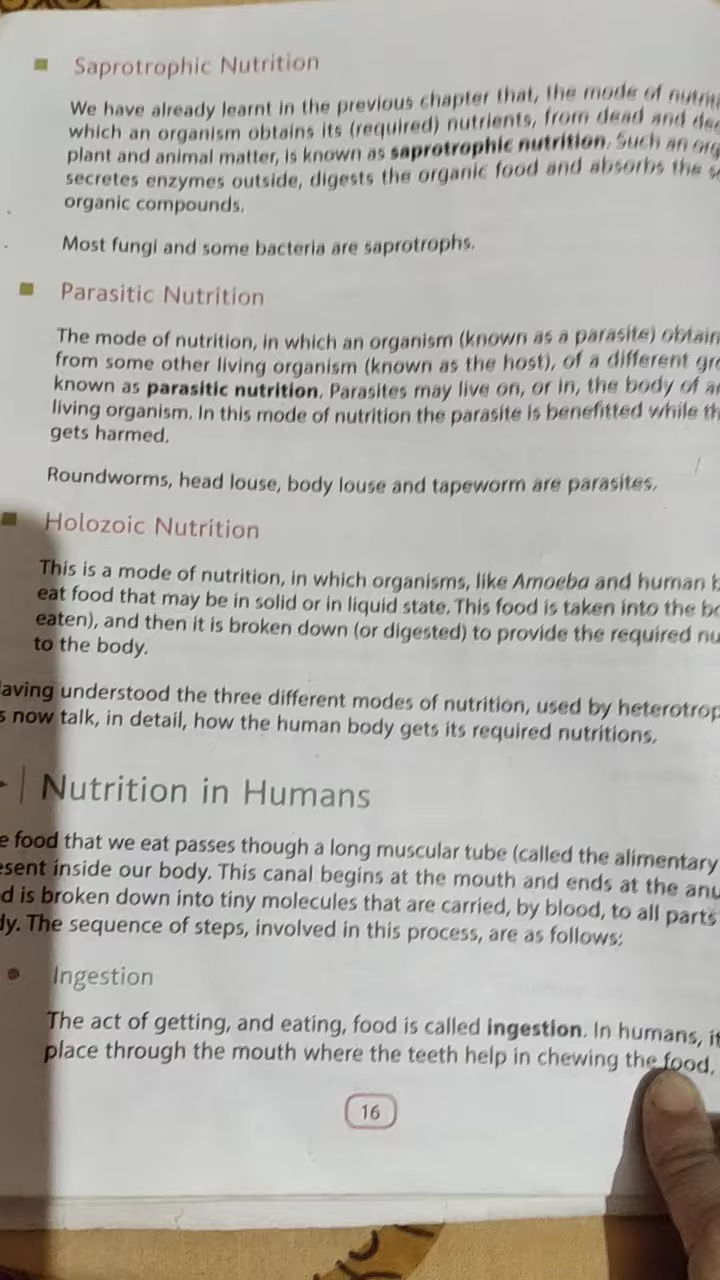 Saprotrophic Nutrition
We have already learnt in the previous chapter that, the mode of
which an organism obtains its (required) nutrients, from dead and
plant and animal matter, is known as saprotrophic nutrition. Such an
secretes enzymes outside, digests the organic food and absorbs the
organic compounds.
Most fungi and some bacteria are saprotrophs.
Parasitic Nutrition
The mode of nutrition, in which an organism (known as a parasite)
from some other living organism (known as the host), of a different
known as parasitic nutrition. Parasites may live on, or in, the body of
living organism. In this mode of nutrition the parasite is benefitted while
gets harmed.
Roundworms, head louse, body louse and tapeworm are parasites.
Holozoic Nutrition
This is a mode of nutrition, in which organisms, like Amoeba and human
eat food that may be in solid or in liquid state. This food is taken into the
eaten), and then it is broken down (or digested) to provide the required
to the body.
aving understood the three different modes of nutrition, used by
s now talk, in detail, how the human body gets its required nutritions.
Nutrition in Humans
e food that we eat passes though a long muscular tube (called the alimentary
esent inside our body. This canal begins at the mouth and ends at the
d is broken down into tiny molecules that are carried, by blood, to all parts
dy. The sequence of steps, involved in this process, are as follows:
Ingestion
The act of getting, and eating, food is called ingestion. In humans,
place through the mouth where the teeth help in chewing the food.
16